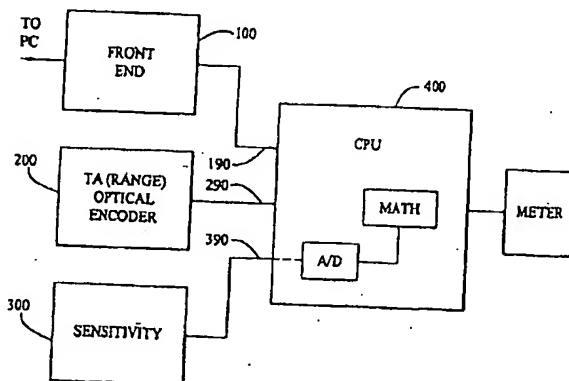 TO
PC
FRONT
END
100
400
CPU
200
TA (RANGE)
OPTICAL
ENCODER
190
290
MATH
METER
390
A/D
300
SENSITIVITY